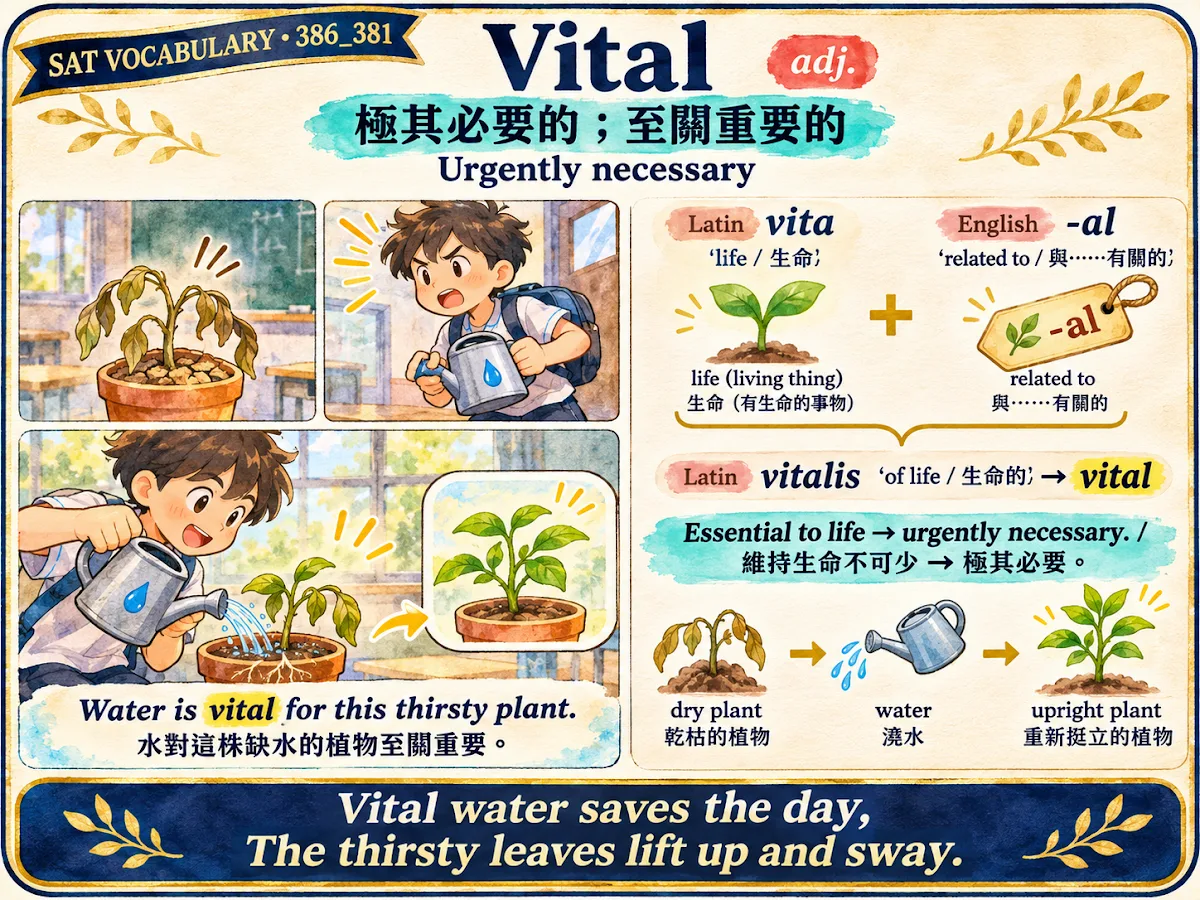 SAT VOCABULARY • 386_381
Vital
adj.
極其必要的；至關重要的
Urgently necessary
Water is vital for this thirsty plant.
水對這株缺水的植物至關重要。
Latin vita
‘life / 生命’
English -al
‘related to / 與……有關的’
-al
life (living thing)
生命（有生命的事物）
related to
與……有關的
Latin vitalis ‘of life / 生命的’ → vital
Essential to life → urgently necessary. /
維持生命不可少 → 極其必要。
dry plant
乾枯的植物
water
澆水
upright plant
重新挺立的植物
Vital water saves the day,
The thirsty leaves lift up and sway.